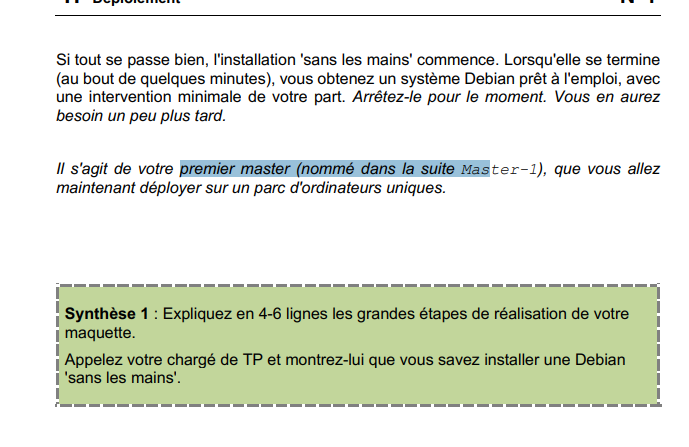 Si tout se passe bien, l'installation 'sans les mains' commence. Lorsqu'elle se termine
(au bout de quelques minutes), vous obtenez un système Debian prêt à l'emploi, avec
une intervention minimale de votre part. Arrêtez-le pour le moment. Vous en aurez
besoin un peu plus tard.
Il s'agit de votre premier master (nommé dans la suite Master-1), que vous allez
maintenant déployer sur un parc d'ordinateurs uniques.
Synthèse 1 : Expliquez en 4-6 lignes les grandes étapes de réalisation de votre
maquette.
Appelez votre chargé de TP et montrez-lui que vous savez installer une Debian
'sans les mains'.